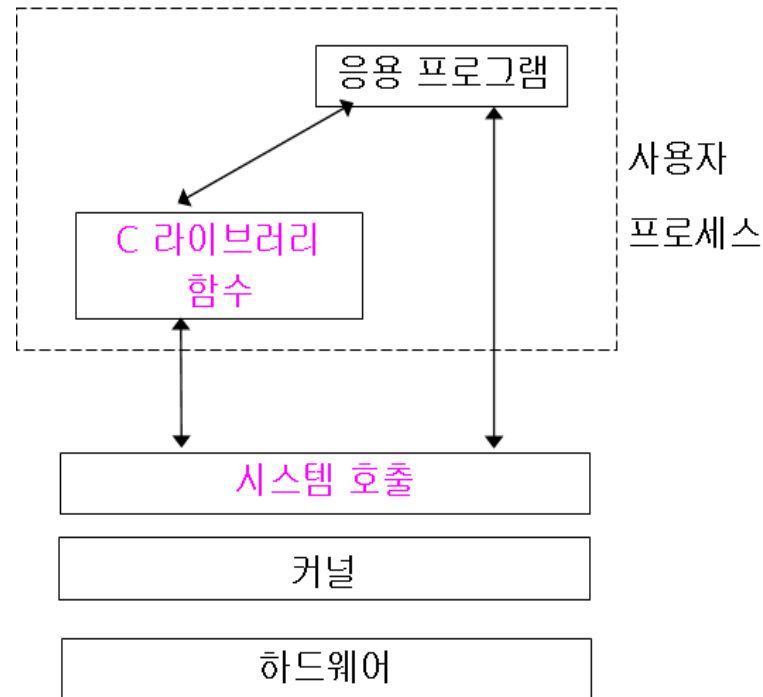 응용 프로그램
사용자
프로세스
C 라이브러리
함수
시스템 호출
커널
하드웨어